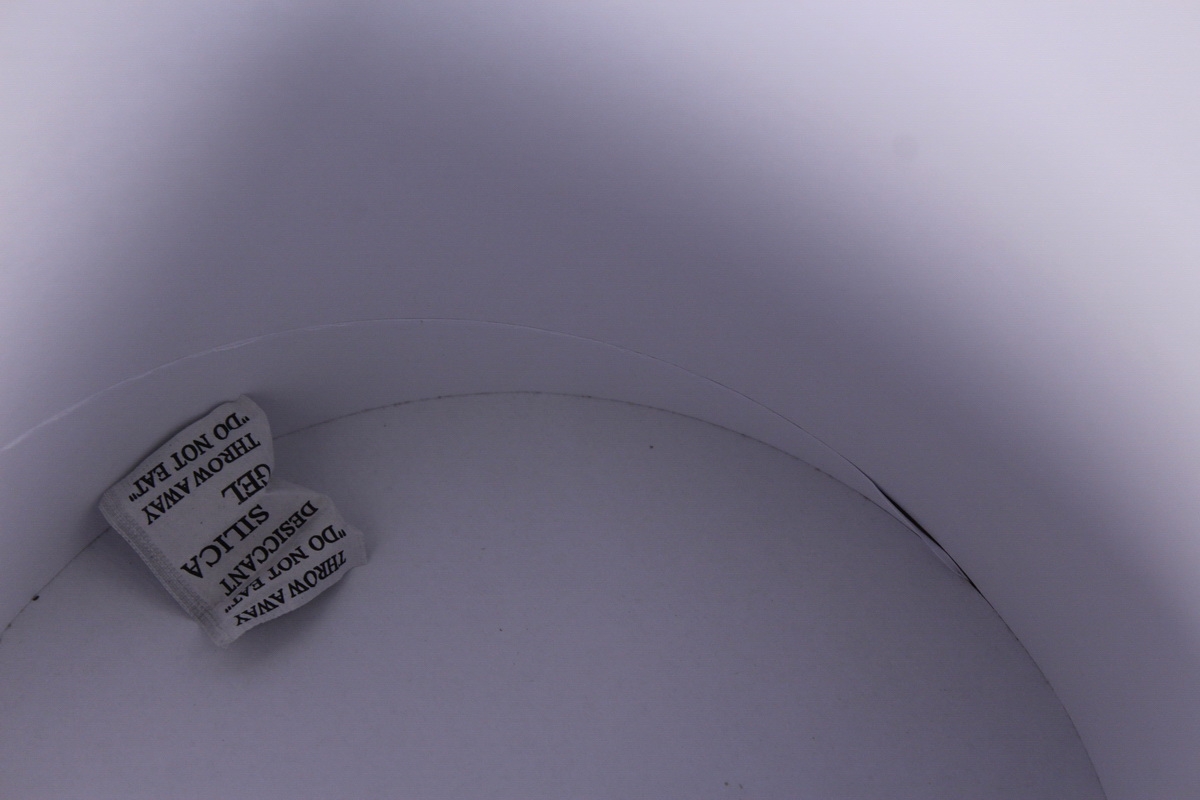 "DO NOT EAT"
THROW AWAY
SILICA GEL
DESICCANT
"DO NOT EAT"
THROW AWAY